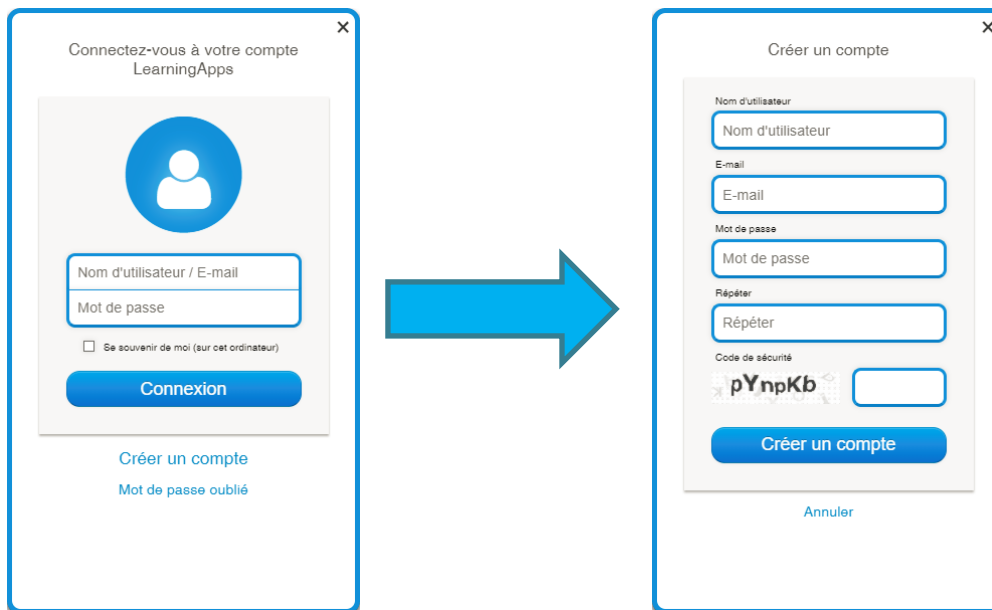 Connectez-vous à votre compte
LearningApps
Nom d'utilisateur / E-mail
Mot de passe
Se souvenir de moi (sur cet ordinateur)
Connexion
Créer un compte
Mot de passe oublié
Créer un compte
Nom d'utilisateur
Nom d'utilisateur
E-mail
E-mail
Mot de passe
Mot de passe
Répéter
Répéter
Code de sécurité
pYnpKb
Créer un compte
Annuler